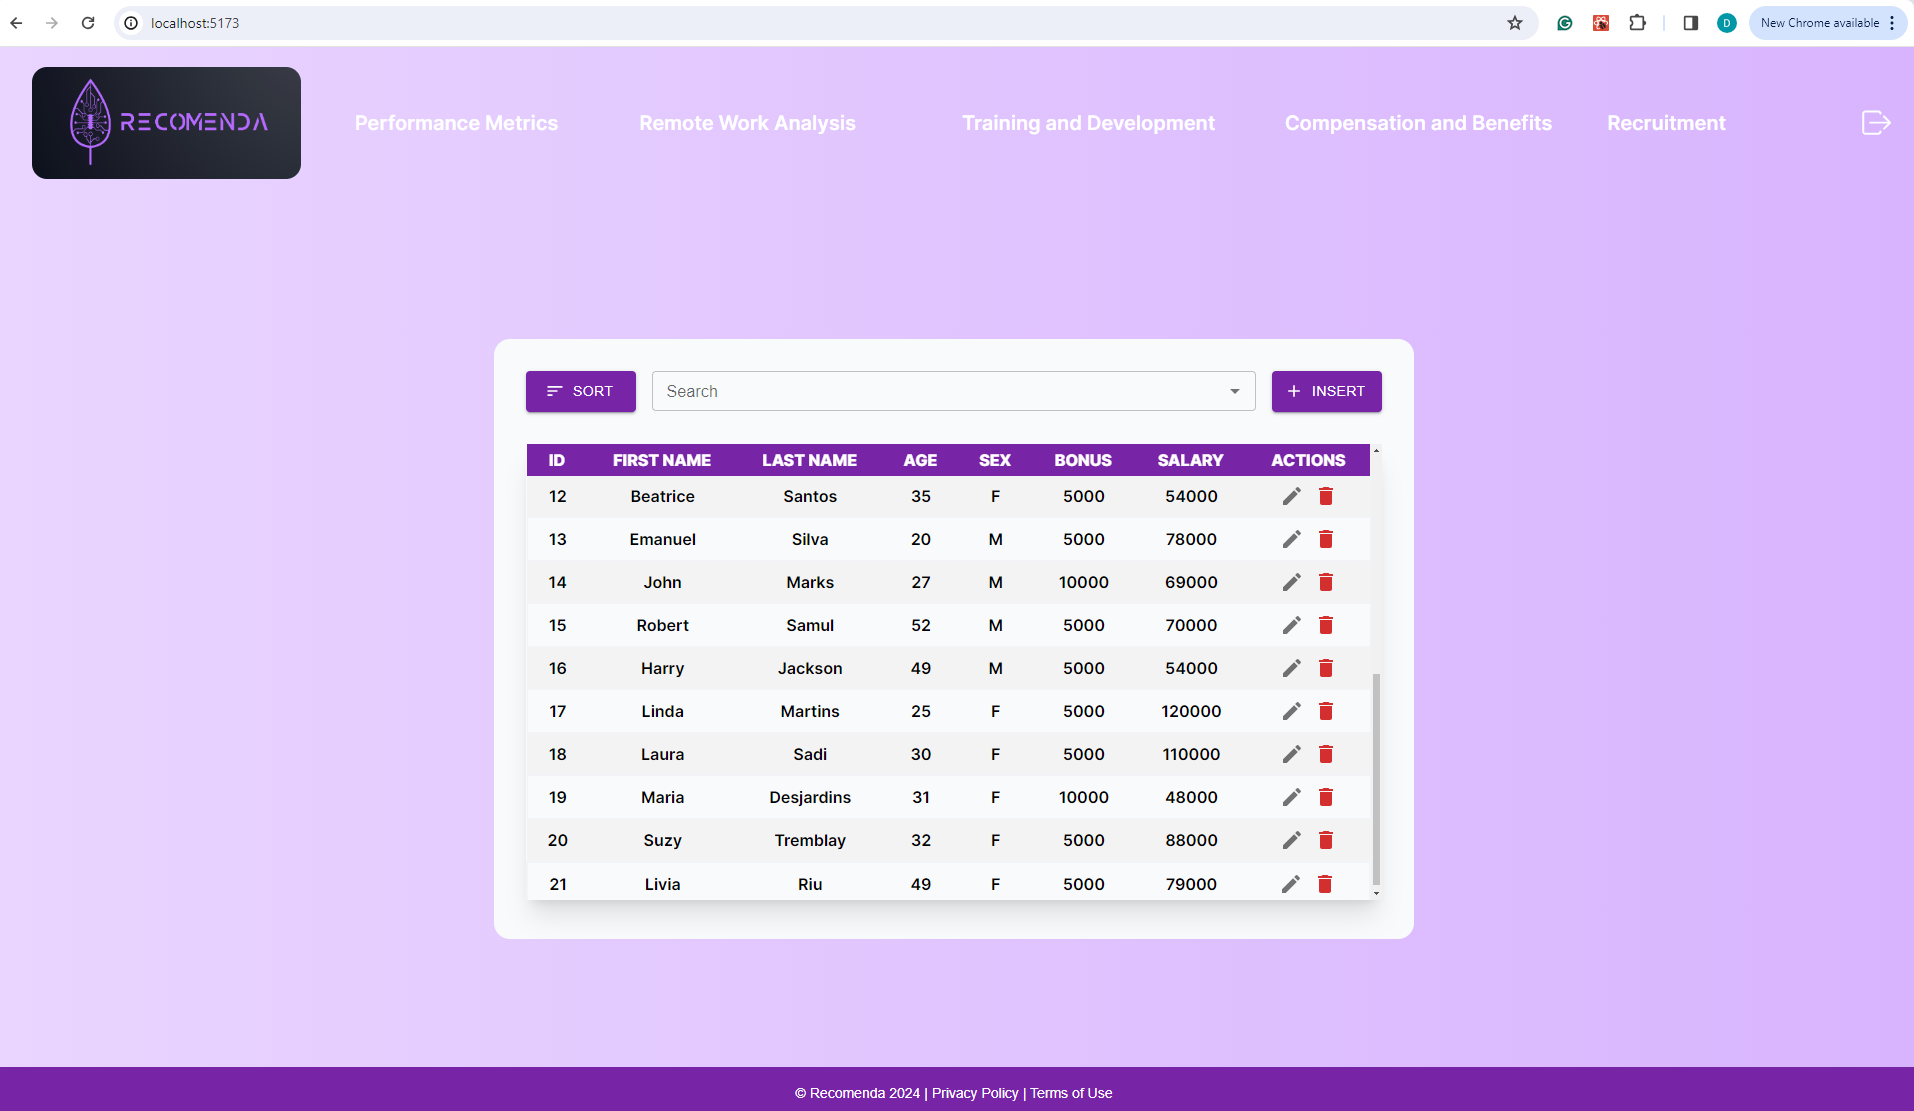 localhost:5173
D
New Chrome available
RECOMENDA
Performance Metrics Remote Work Analysis Training and Development Compensation and Benefits Recruitment
SORT Search INSERT
ID FIRST NAME LAST NAME AGE SEX BONUS SALARY ACTIONS
12 Beatrice Santos 35 F 5000 54000
13 Emanuel Silva 20 M 5000 78000
14 John Marks 27 M 10000 69000
15 Robert Samul 52 M 5000 70000
16 Harry Jackson 49 M 5000 54000
17 Linda Martins 25 F 5000 120000
18 Laura Sadi 30 F 5000 110000
19 Maria Desjardins 31 F 10000 48000
20 Suzy Tremblay 32 F 5000 88000
21 Livia Riu 49 F 5000 79000
© Recomenda 2024 | Privacy Policy | Terms of Use